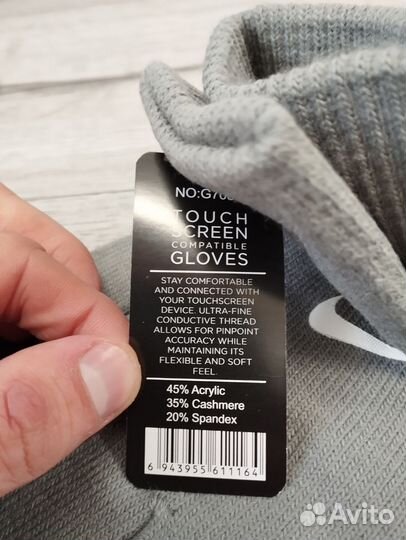 TOUCH
SCREEN
COMPATIBLE
GLOVES
STAY COMFORTABLE
AND CONNECTED WITH
YOUR TOUCHSCREEN
DEVICE. ULTRA-FINE
CONDUCTIVE THREAD
ALLOWS FOR PINPOINT
ACCURACY WHILE
MAINTAINING ITS
FLEXIBLE AND SOFT
FEEL.
45% Acrylic
35% Cashmere
20% Spandex
6 943955 611164
Avito